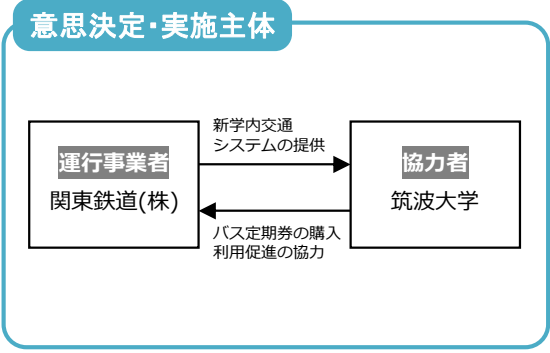 意思決定・実施主体
新学内交通
システムの提供
運行事業者
関東鉄道(株)
協力者
筑波大学
バス定期券の購入
利用促進の協力